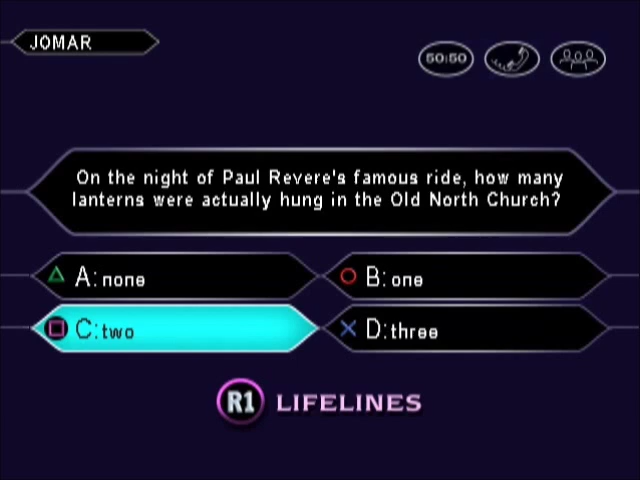 JOMAR
50:50
On the night of Paul Revere's famous ride, how many
lanterns were actually hung in the Old North Church?
A: none
B: one
C: two
D: three
R1 LIFELINES